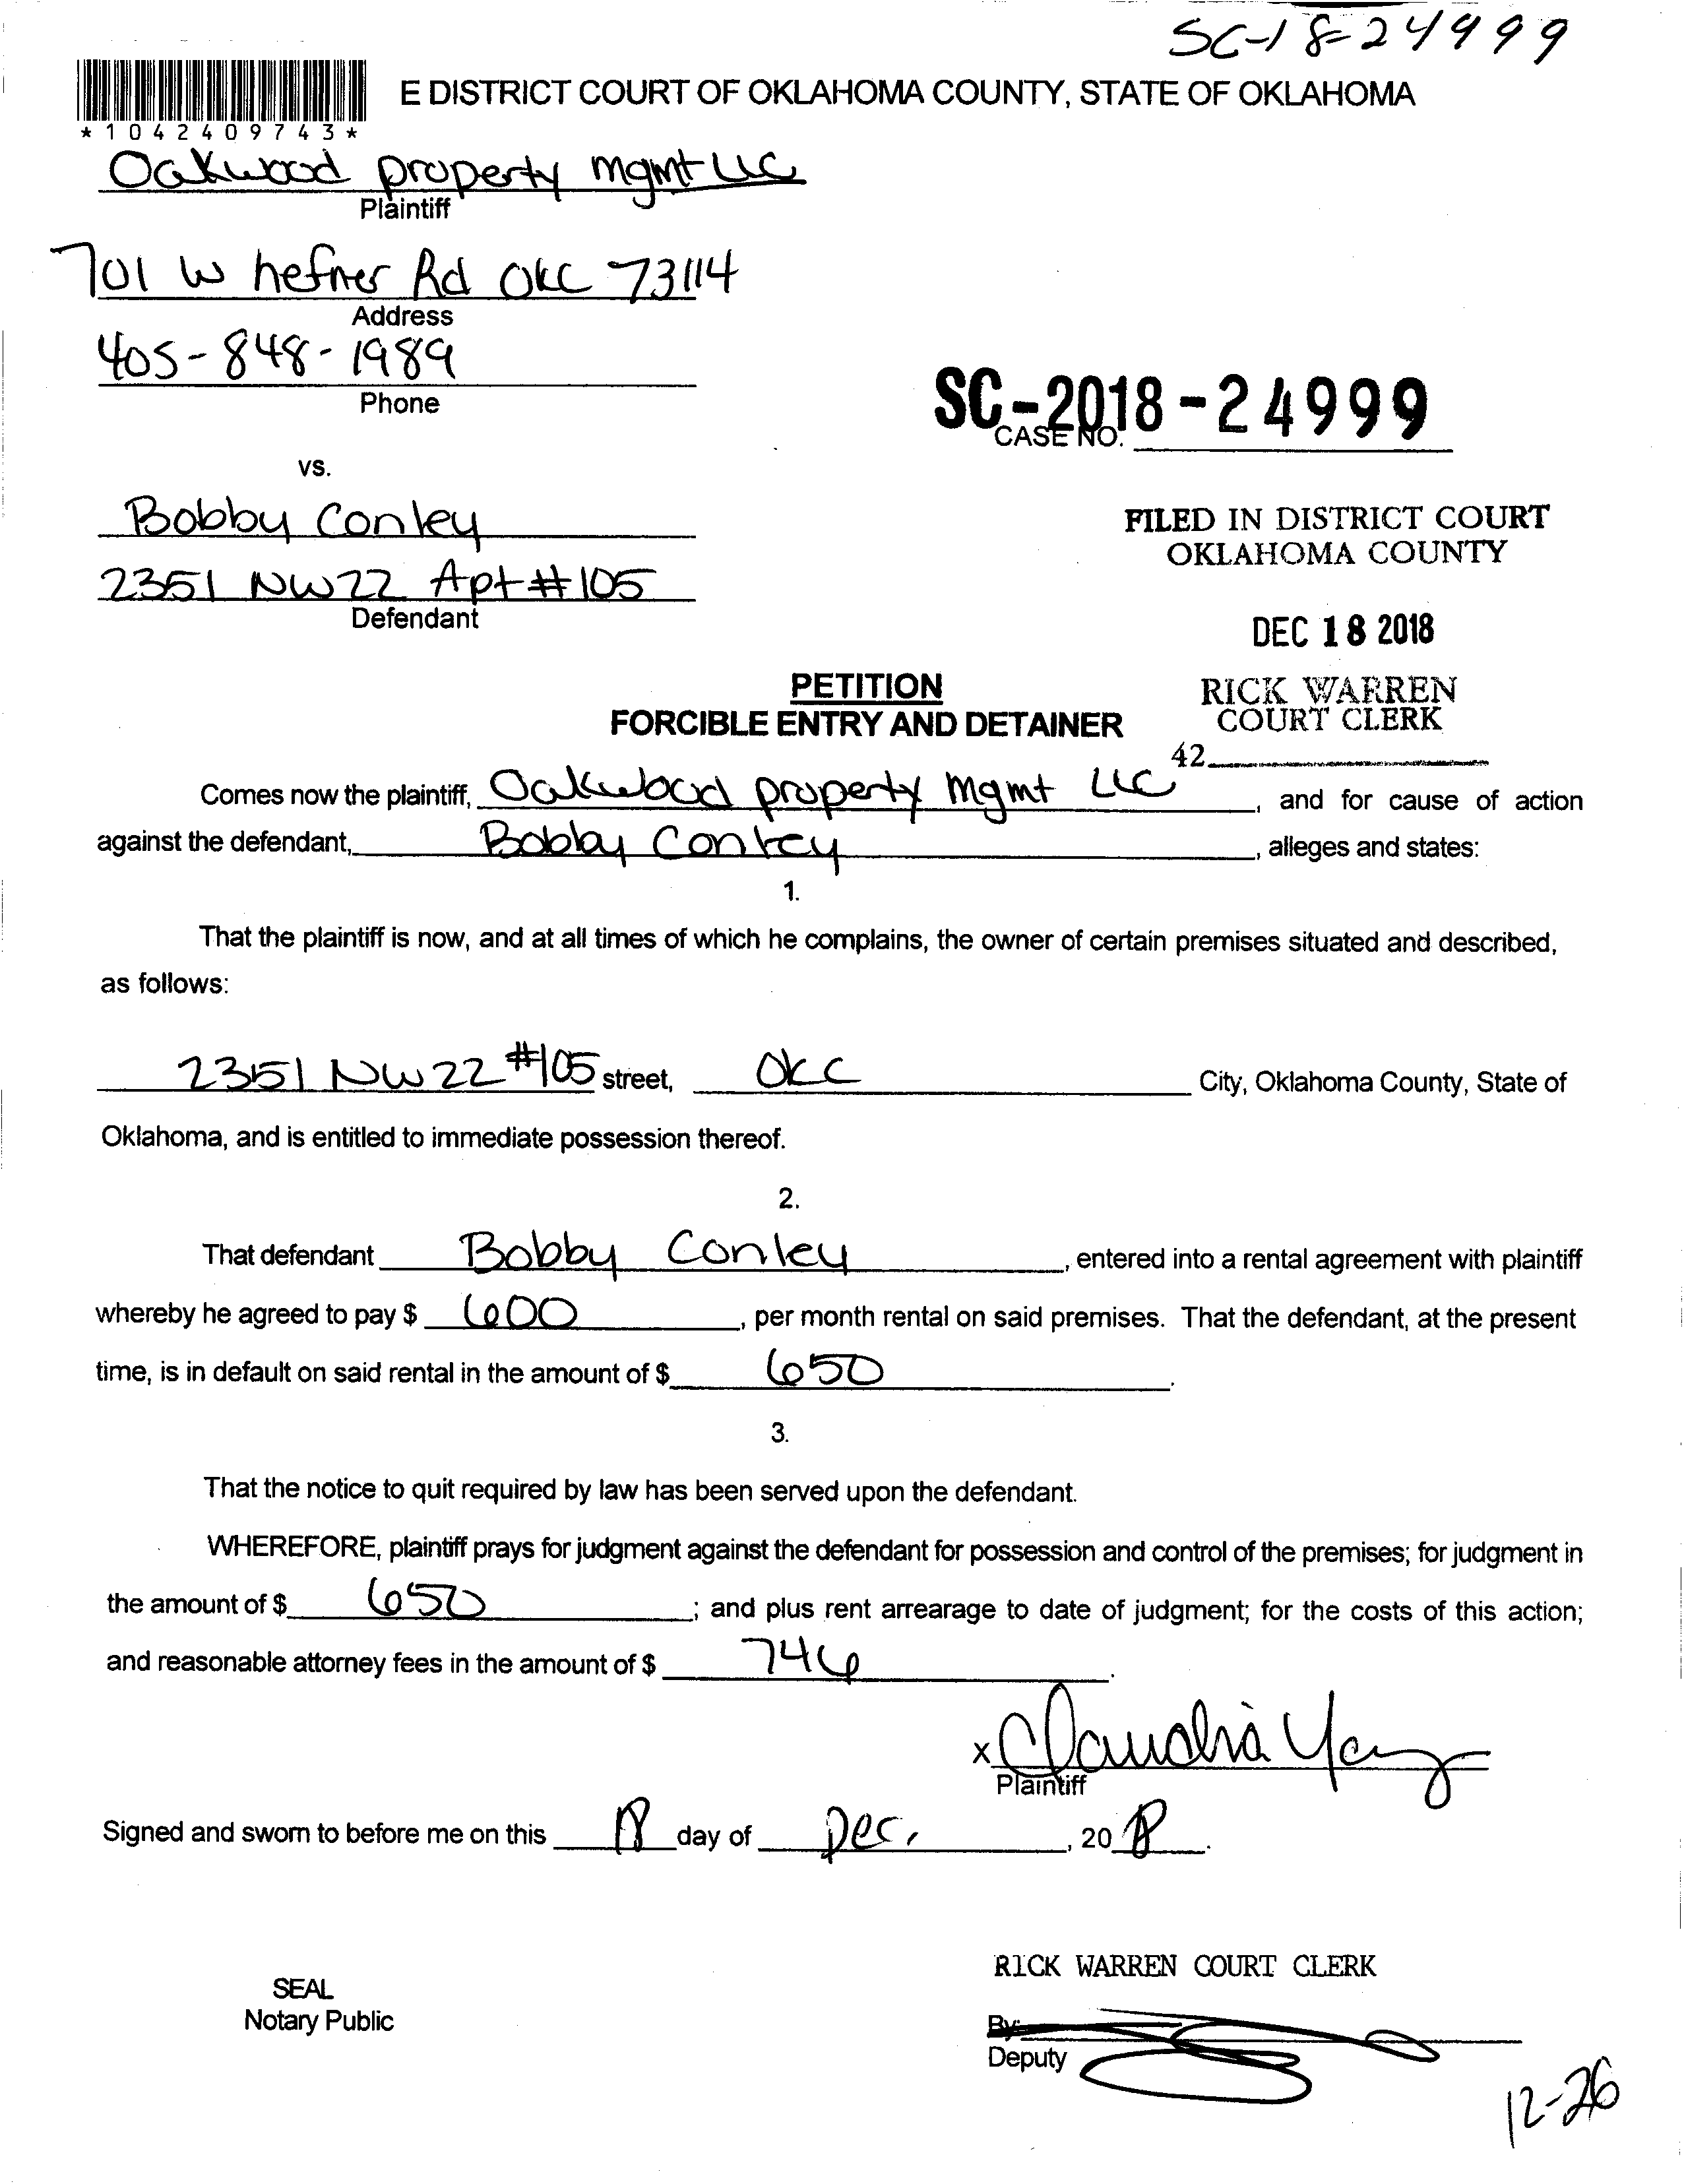 SC-18-24999
E DISTRICT COURT OF OKLAHOMA COUNTY, STATE OF OKLAHOMA
*1042409743*
Oakwood property mgmt LLC
Plaintiff
701 W hefner Rd OKC 73114
Address
405-848-1989
Phone
SC-2018-24999
CASE NO.
vs.
Bobby Conley
2351 NW22 Apt #105
Defendant
FILED IN DISTRICT COURT
OKLAHOMA COUNTY
DEC 18 2018
RICK WARREN
COURT CLERK
42
PETITION
FORCIBLE ENTRY AND DETAINER
Comes now the plaintiff, Oakwood property mgmt LLC, and for cause of action
against the defendant, Bobby Conley, alleges and states:
1.
That the plaintiff is now, and at all times of which he complains, the owner of certain premises situated and described,
as follows:
2351 NW22 #105 street, OKC City, Oklahoma County, State of
Oklahoma, and is entitled to immediate possession thereof.
2.
That defendant Bobby Conley, entered into a rental agreement with plaintiff
whereby he agreed to pay $ 600, per month rental on said premises. That the defendant, at the present
time, is in default on said rental in the amount of $ 650.
3.
That the notice to quit required by law has been served upon the defendant.
WHEREFORE, plaintiff prays for judgment against the defendant for possession and control of the premises; for judgment in
the amount of $ 650; and plus rent arrearage to date of judgment; for the costs of this action;
and reasonable attorney fees in the amount of $ 746.
x Claudia
Plaintiff
Signed and sworn to before me on this 18 day of Dec., 2018.
RICK WARREN COURT CLERK
SEAL
Notary Public
By:
Deputy
12-26